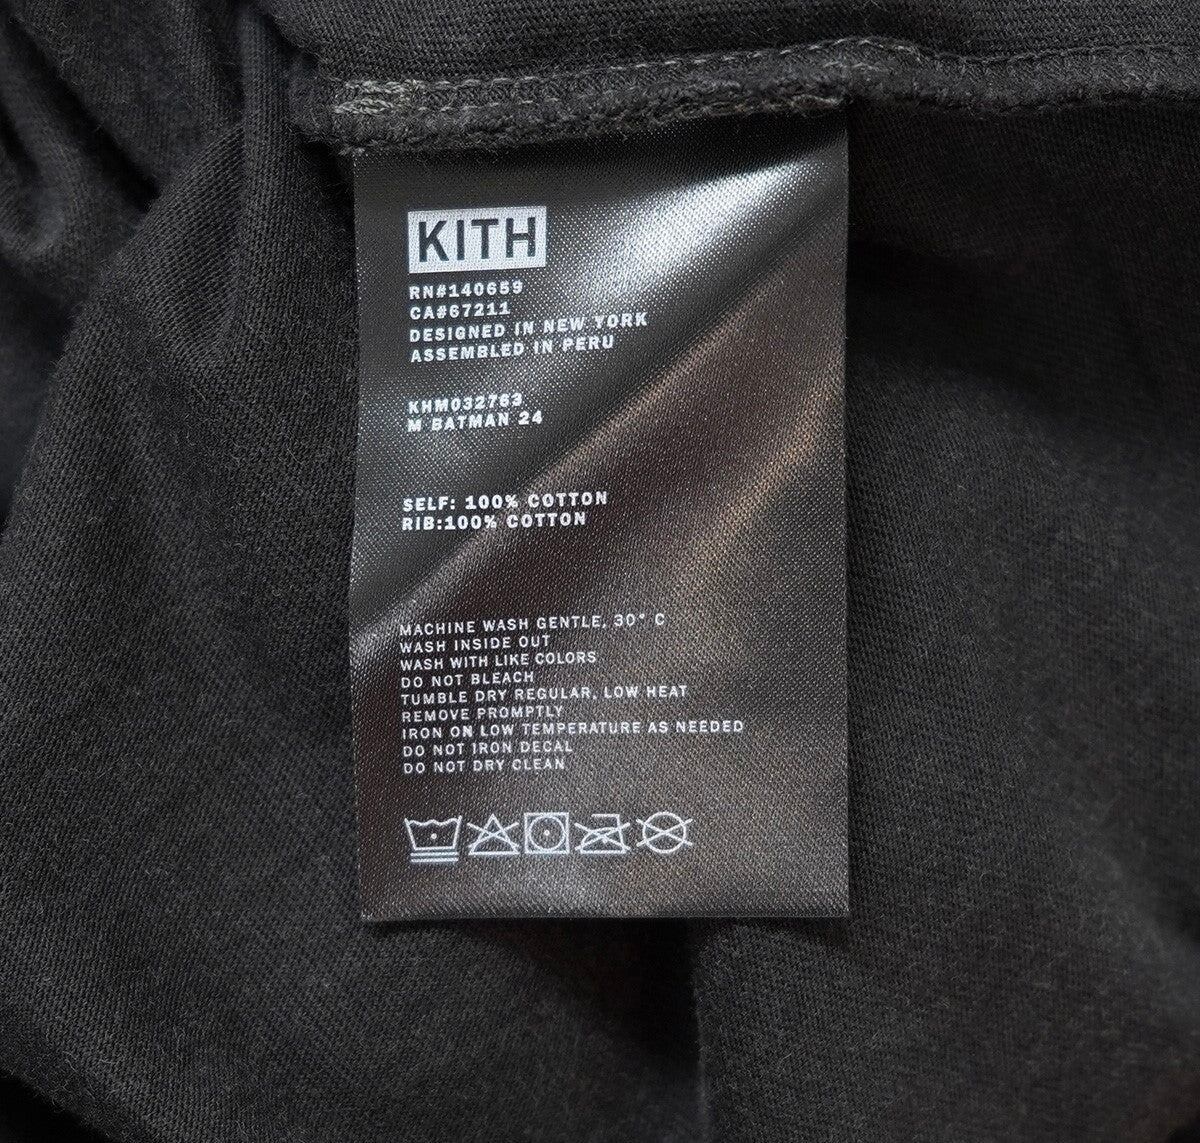 KITH
RN#140659
CA#67211
DESIGNED IN NEW YORK
ASSEMBLED IN PERU
KHM032763
M BATMAN 24
SELF: 100% COTTON
RIB:100% COTTON
MACHINE WASH GENTLE, 30° C
WASH INSIDE OUT
WASH WITH LIKE COLORS
DO NOT BLEACH
TUMBLE DRY REGULAR, LOW HEAT
REMOVE PROMPTLY
IRON ON LOW TEMPERATURE AS NEEDED
DO NOT IRON DECAL
DO NOT DRY CLEAN